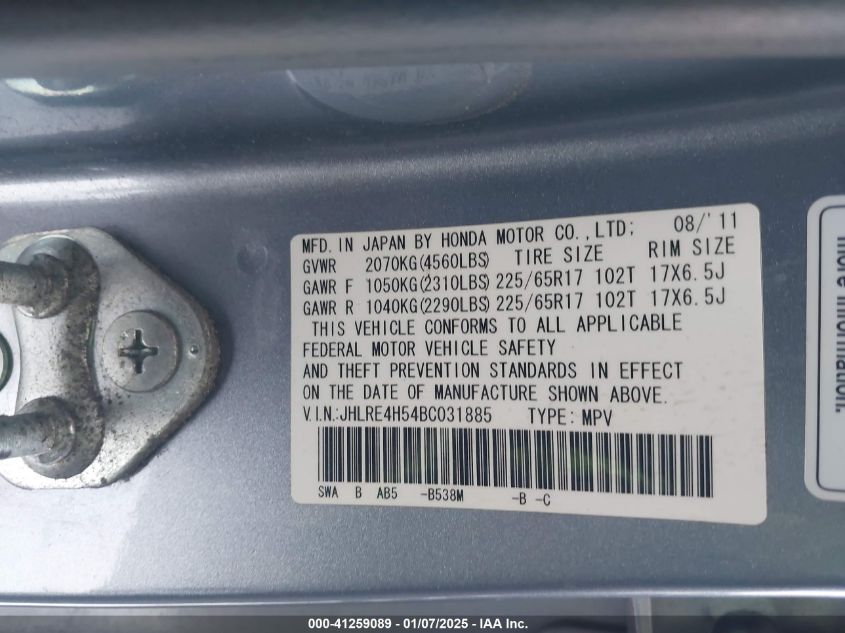 MFD. IN JAPAN BY HONDA MOTOR CO.,LTD; 08/'11
GVWR 2070KG(4560LBS) TIRE SIZE RIM SIZE
GAWR F 1050KG(2310LBS) 225/65R17 102T 17X6.5J
GAWR R 1040KG(2290LBS) 225/65R17 102T 17X6.5J
THIS VEHICLE CONFORMS TO ALL APPLICABLE
FEDERAL MOTOR VEHICLE SAFETY
AND THEFT PREVENTION STANDARDS IN EFFECT
ON THE DATE OF MANUFACTURE SHOWN ABOVE.
V.I.N.:JHLRE4H54BC031885 TYPE: MPV
SWA B AB5 -B538M -B -C
more information.
000-41259089 - 01/07/2025 - IAA Inc.